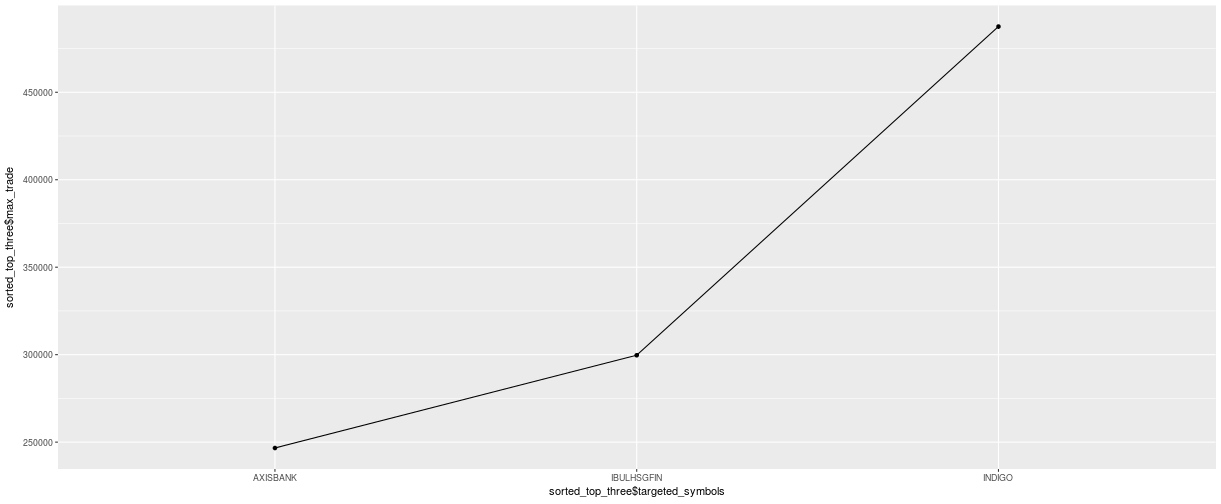 450000
400000
350000
300000
250000
sorted_top_three$max_trade
AXISBANK
IBULHSGFIN
INDIGO
sorted_top_three$targeted_symbols